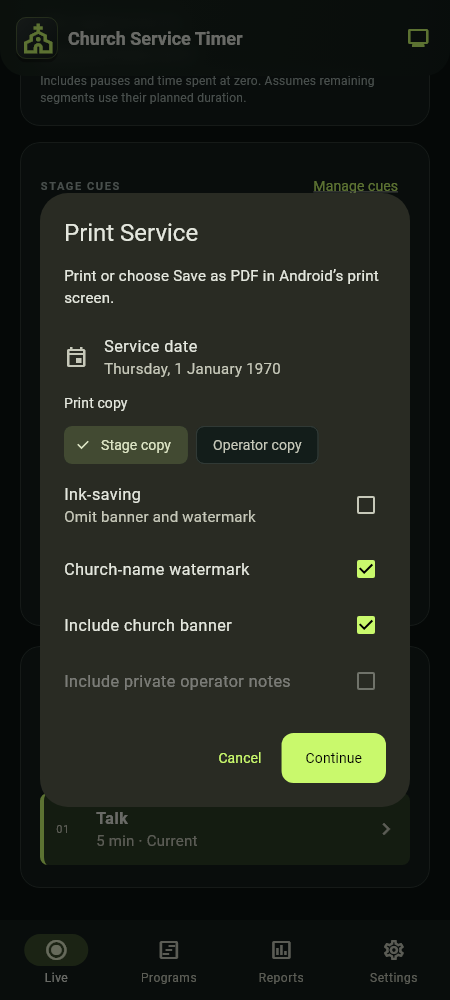 Church Service Timer
Includes pauses and time spent at zero. Assumes remaining
segments use their planned duration.
STAGE CUES
Manage cues
Print Service
Print or choose Save as PDF in Android’s print
screen.
Service date
Thursday, 1 January 1970
Print copy
Stage copy
Operator copy
Ink-saving
Omit banner and watermark
Church-name watermark
Include church banner
Include private operator notes
Cancel
Continue
01
Talk
5 min · Current
Live
Programs
Reports
Settings